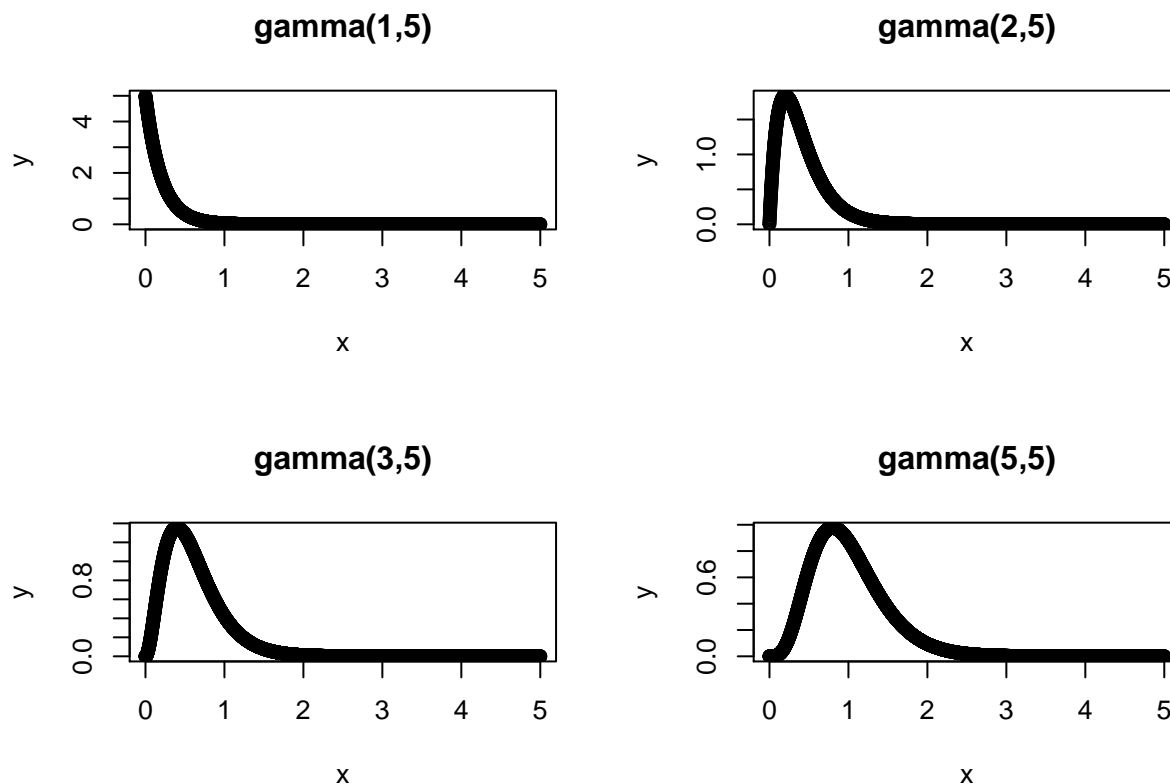 gamma(1,5)
y
0 2 4
0 1 2 3 4 5
x
gamma(2,5)
y
0.0 1.0
0 1 2 3 4 5
x
gamma(3,5)
y
0.0 0.8
0 1 2 3 4 5
x
gamma(5,5)
y
0.0 0.6
0 1 2 3 4 5
x